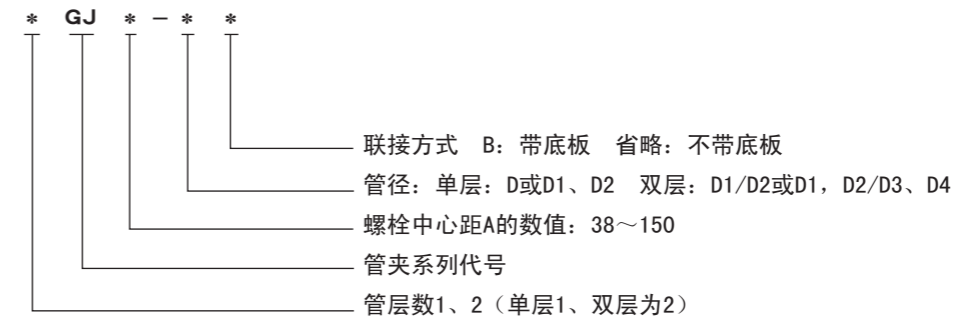 * GJ * - * *
联接方式 B：带底板 省略：不带底板
管径：单层：D或D1、D2 双层：D1/D2或D1，D2/D3、D4
螺栓中心距A的数值：38～150
管夹系列代号
管层数1、2（单层1、双层为2）